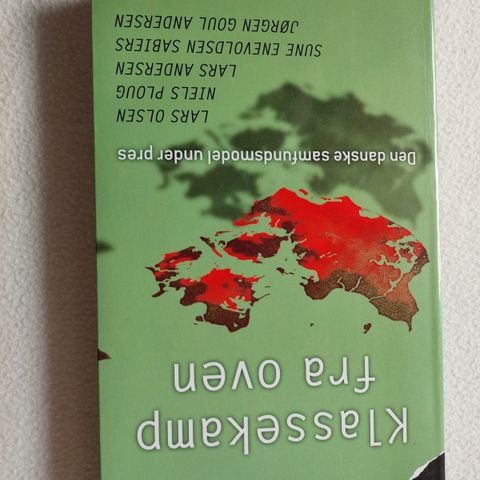 Klassekamp
fra oven
Den danske samfundsmodel under pres
LARS OLSEN
NIELS PLOUG
LARS ANDERSEN
SUNE ENEVOLDSEN SABIERS
JØRGEN GOUL ANDERSEN